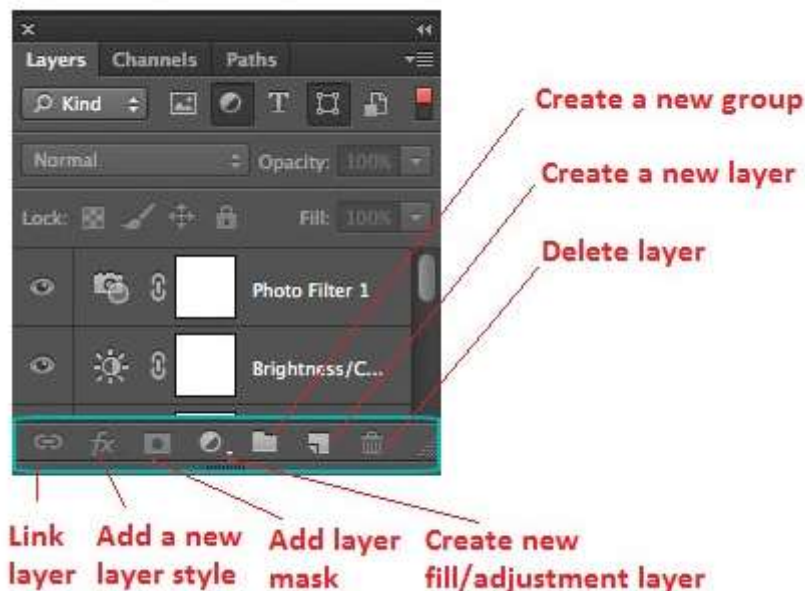 Layers Channels Paths
Kind T
Normal Opacity: 100%
Lock: Fill: 100%
Photo Filter 1
Brightness/C...
fx
Create a new group
Create a new layer
Delete layer
Link
layer
Add a new
layer style
Add layer
mask
Create new
fill/adjustment layer